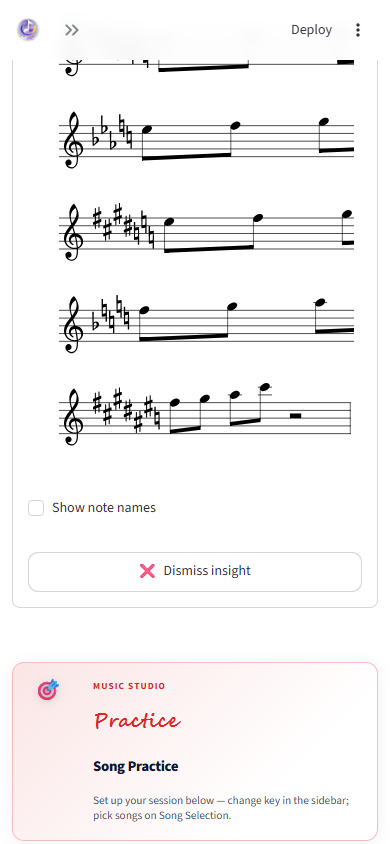 Deploy
Show note names
Dismiss insight
MUSIC STUDIO
Practice
Song Practice
Set up your session below — change key in the sidebar;
pick songs on Song Selection.